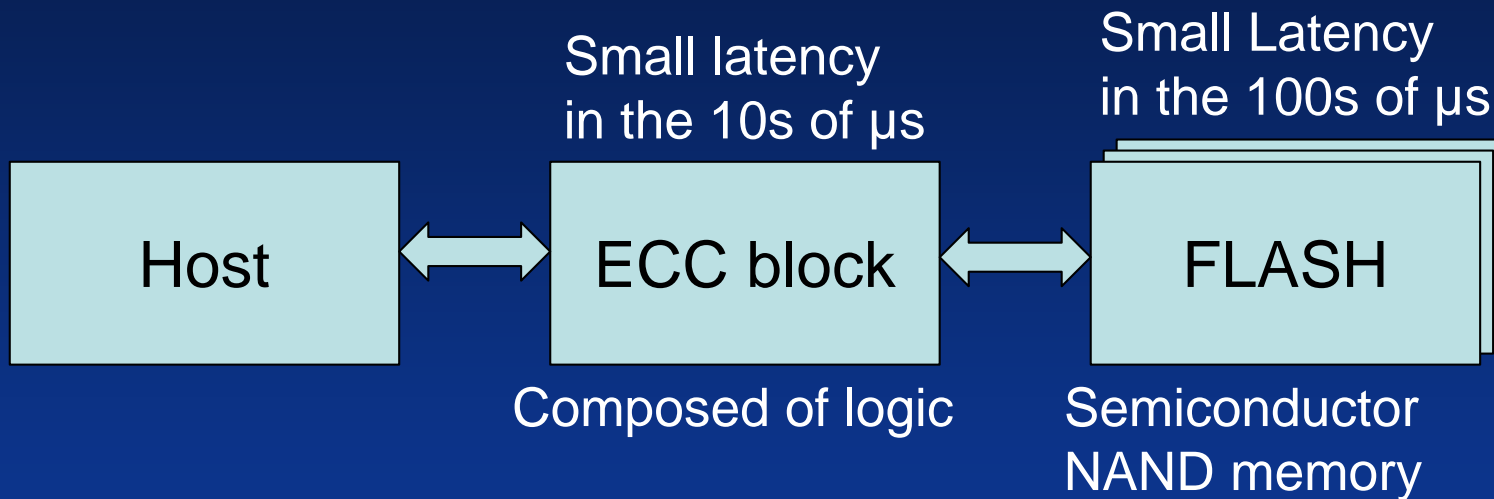 Small latency
in the 10s of µs
Small Latency
in the 100s of µs
Host
ECC block
FLASH
Composed of logic
Semiconductor
NAND memory